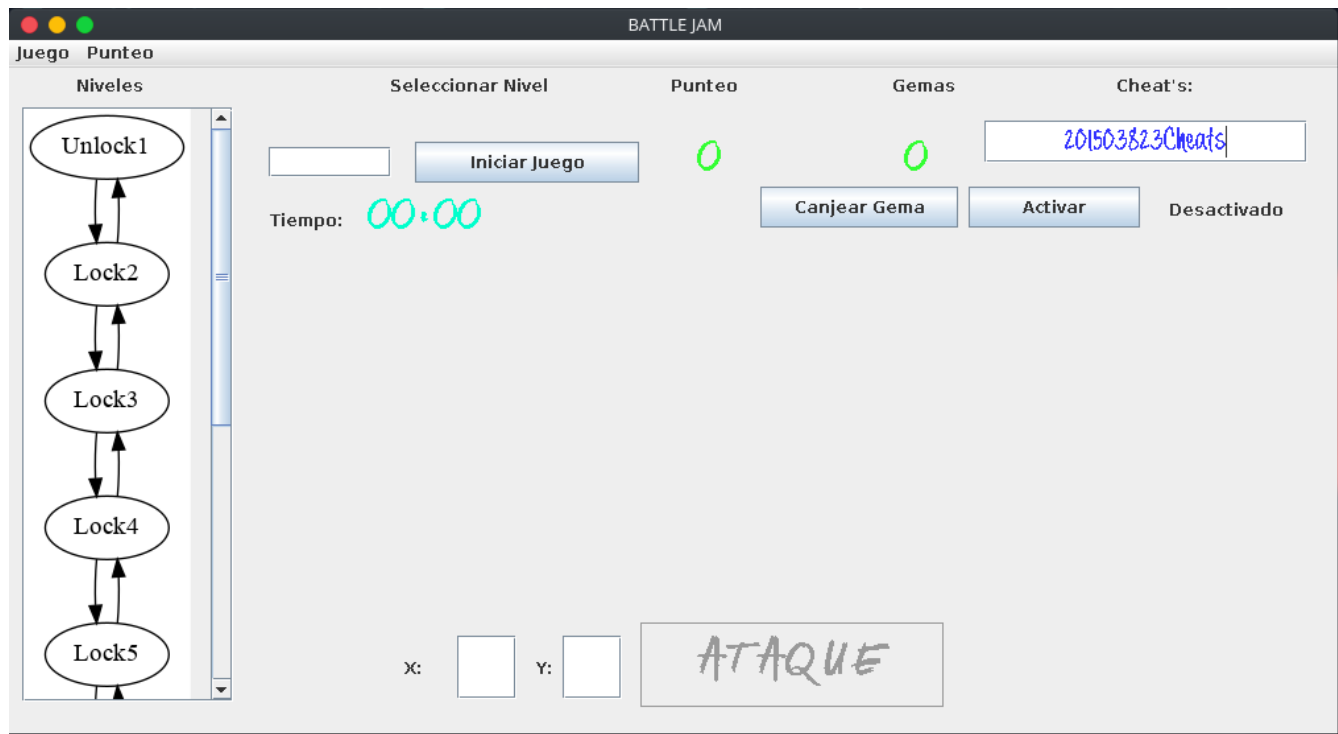 BATTLE JAM
Juego Punteo
Niveles Seleccionar Nivel Punteo Gemas Cheat's:
Unlock1
201503823Cheats
Iniciar Juego 0 0
Tiempo: 00:00 Canjear Gema Activar Desactivado
Lock2
Lock3
Lock4
Lock5
X: Y: ATAQUE